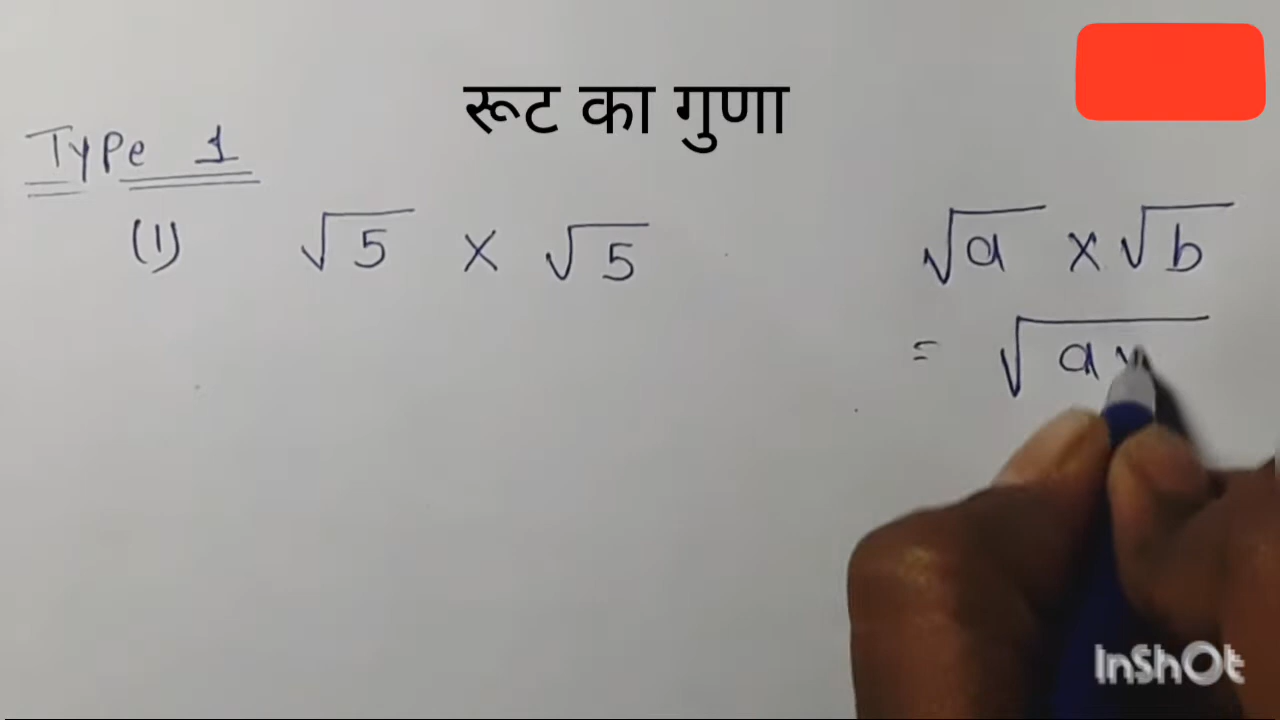 रूट का गुणा
Type 1
(1) √5 × √5
√a × √b
= √a
InShOt